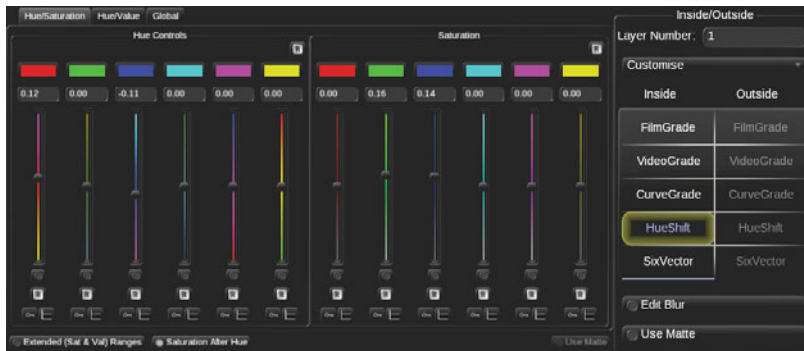 Hue/Saturation Hue/Value Global
Hue Controls
Saturation
R
R
0.12 0.00 -0.11 0.00 0.00 0.00
0.00 0.16 0.14 0.00 0.00 0.00
R R R R R R
R R R R R R
Extended (Sat & Val) Ranges Saturation After Hue Use Matte
Inside/Outside
Layer Number: 1
Customise
Inside Outside
FilmGrade FilmGrade
VideoGrade VideoGrade
CurveGrade CurveGrade
HueShift HueShift
SixVector SixVector
Edit Blur
Use Matte